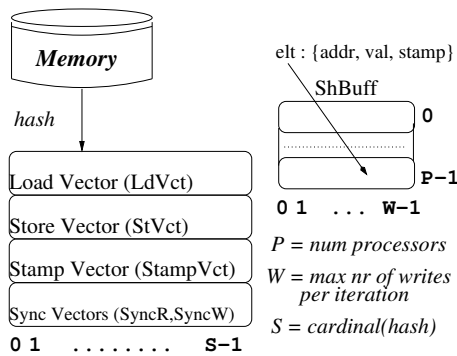 Memory
hash
Load Vector (LdVct)
Store Vector (StVct)
Stamp Vector (StampVct)
Sync Vectors (SyncR,SyncW)
0 1 ........ S-1
elt : {addr, val, stamp}
ShBuff
0
P-1
0 1 ... W-1
P = num processors
W = max nr of writes
per iteration
S = cardinal(hash)